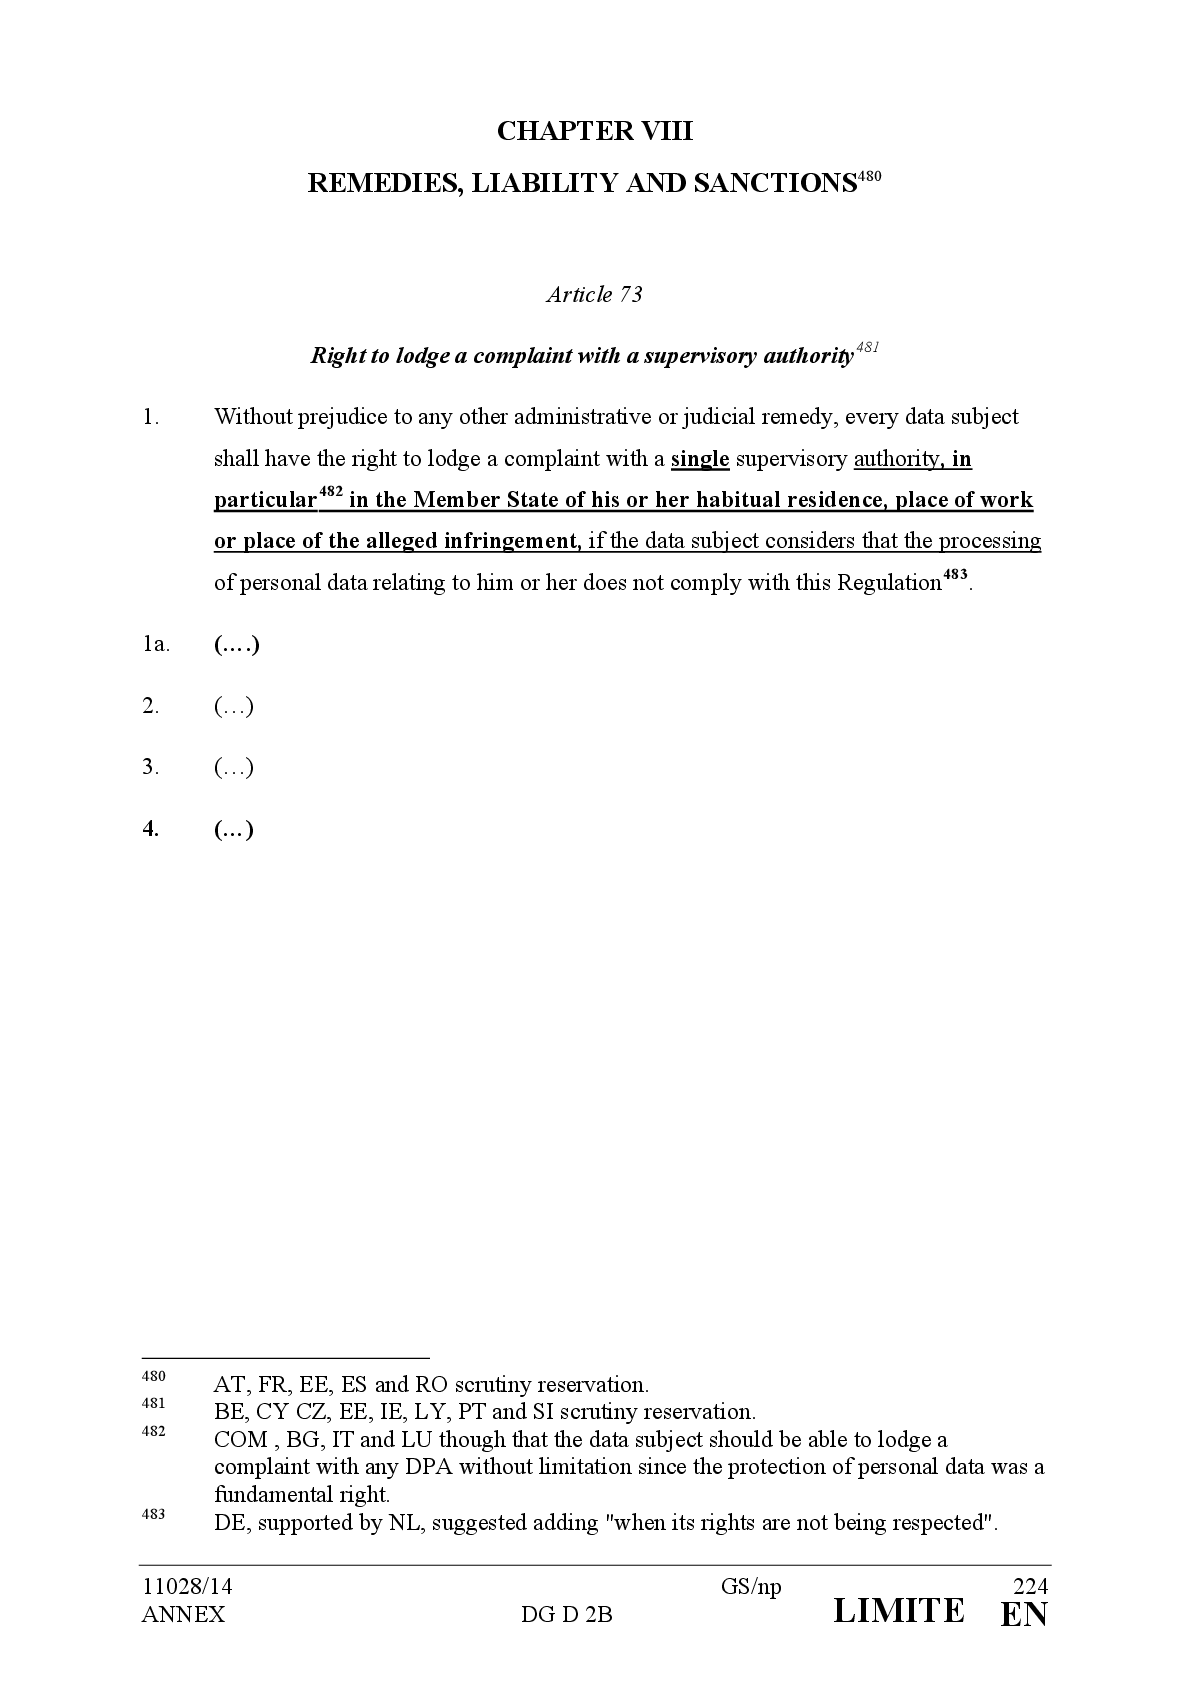 CHAPTER VIII
REMEDIES, LIABILITY AND SANCTIONS480
Article 73
Right to lodge a complaint with a supervisory authority481
1. Without prejudice to any other administrative or judicial remedy, every data subject
shall have the right to lodge a complaint with a single supervisory authority, in
particular482 in the Member State of his or her habitual residence, place of work
or place of the alleged infringement, if the data subject considers that the processing
of personal data relating to him or her does not comply with this Regulation483.
1a. (….)
2. (…)
3. (…)
4. (…)
480 AT, FR, EE, ES and RO scrutiny reservation.
481 BE, CY CZ, EE, IE, LY, PT and SI scrutiny reservation.
482 COM , BG, IT and LU though that the data subject should be able to lodge a
complaint with any DPA without limitation since the protection of personal data was a
fundamental right.
483 DE, supported by NL, suggested adding "when its rights are not being respected".
11028/14 GS/np 224
ANNEX DG D 2B LIMITE EN